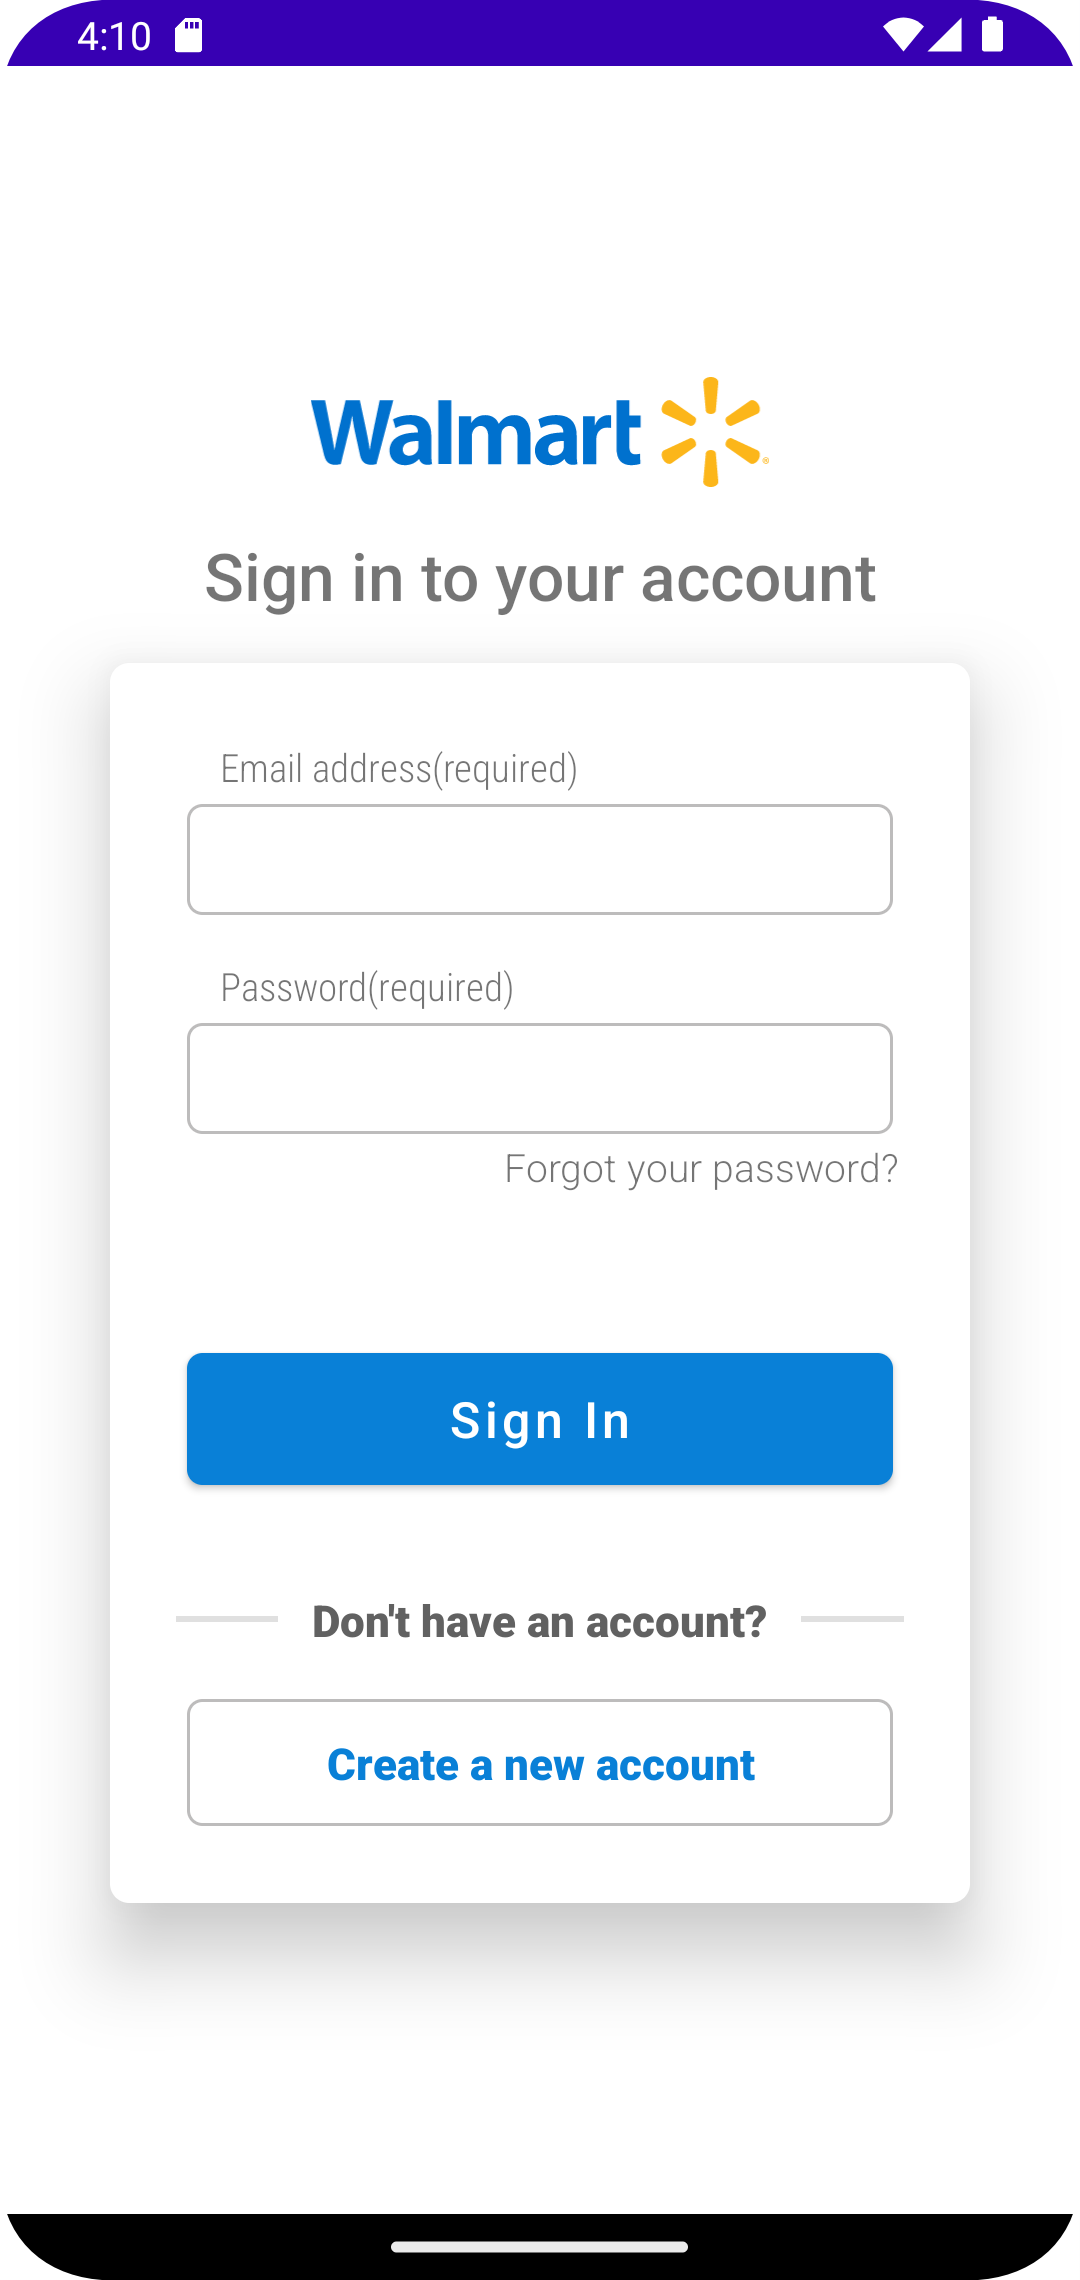 4:10
Walmart
Sign in to your account
Email address(required)
Password(required)
Forgot your password?
Sign In
Don't have an account?
Create a new account